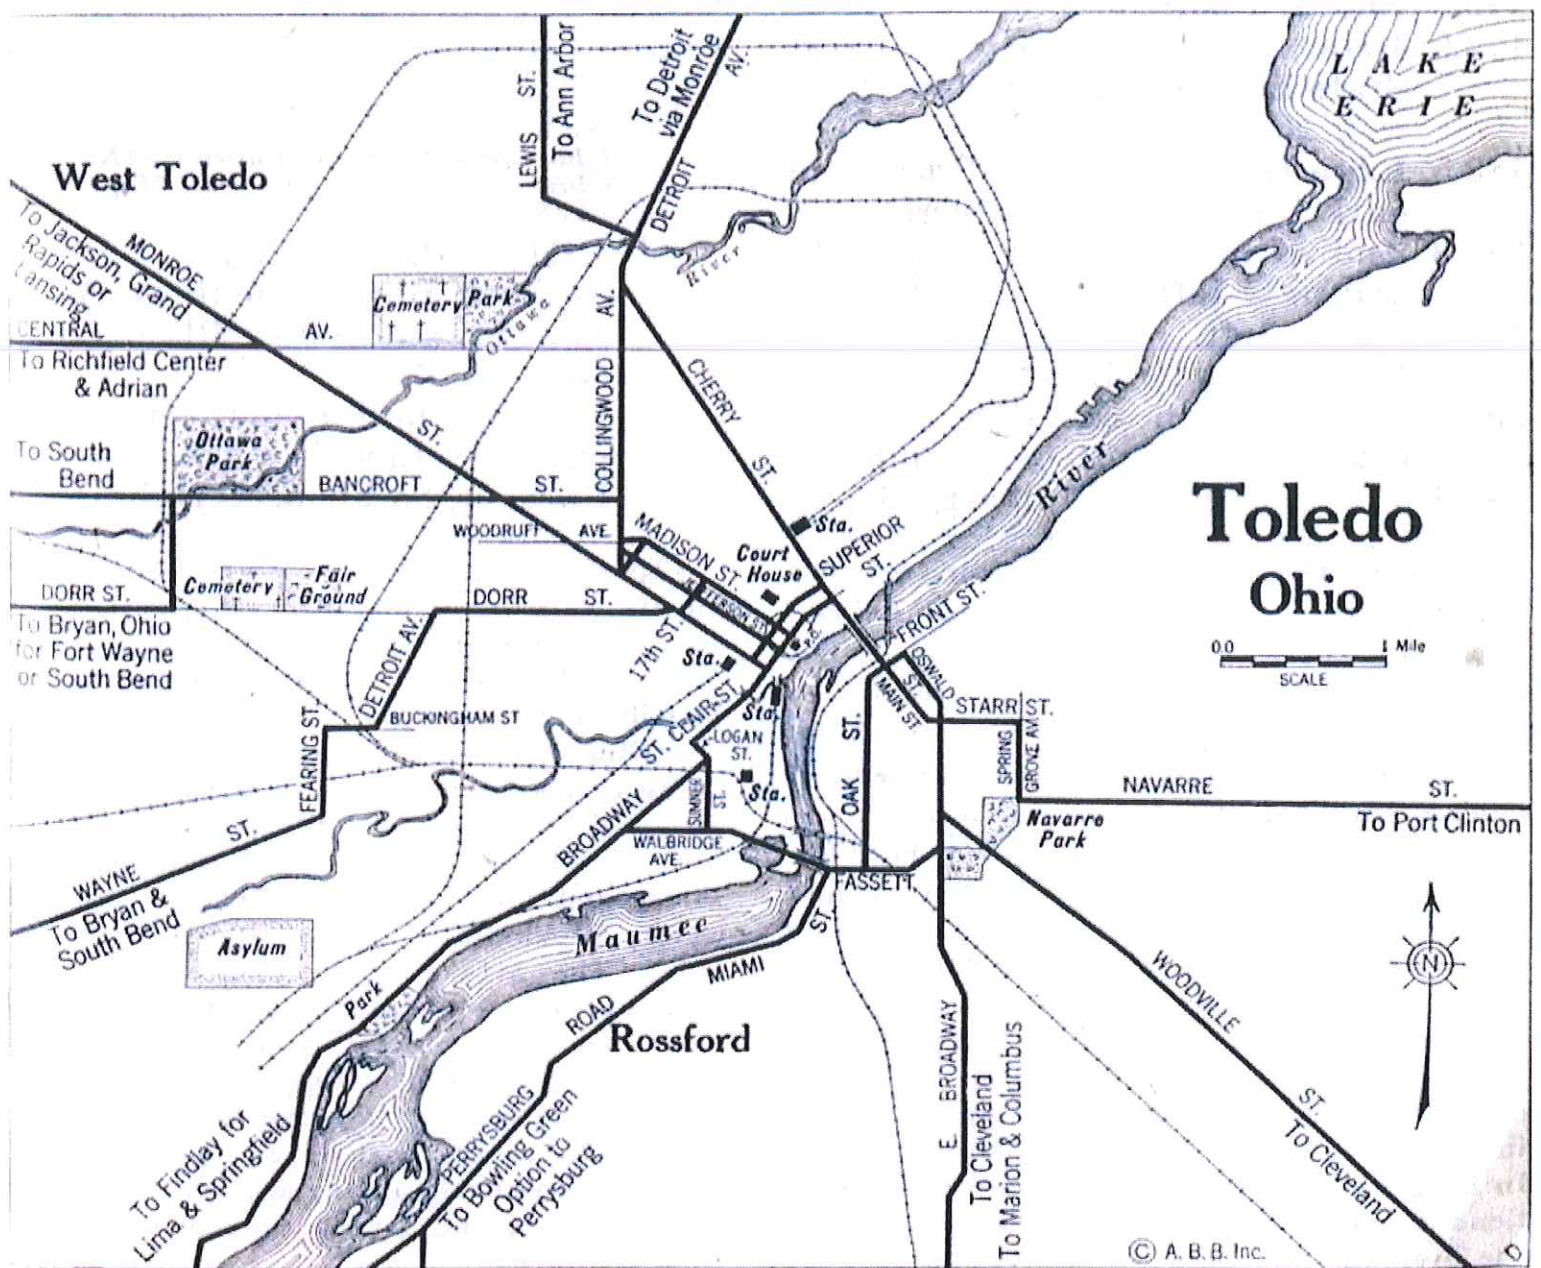 LAKE
ERIE
West Toledo
LEWIS ST.
To Ann Arbor
To Detroit
via Monroe
DETROIT AV.
To Jackson, Grand
Rapids or
Lansing
MONROE ST.
CENTRAL AV.
Cemetery
Park
Ottawa River
To Richfield Center
& Adrian
COLLINGWOOD AV.
CHERRY ST.
To South
Bend
Ottawa
Park
BANCROFT ST.
WOODRUFF AVE.
MADISON ST.
JEFFERSON ST.
Court
House
Sta.
SUPERIOR
ST.
FRONT ST.
Maumee River
Toledo
Ohio
0.0 1 Mile
SCALE
DORR ST.
Cemetery
Fair
Ground
DORR ST.
17th ST.
Sta.
P.O.
To Bryan, Ohio
for Fort Wayne
or South Bend
DETROIT AV.
BUCKINGHAM ST
FEARING ST.
ST. CLAIR ST.
Sta.
LOGAN
ST.
Sta.
SUMNER
ST.
OAK ST.
MAIN ST.
OSWALD
ST.
STARR ST.
SPRING
GROVE AV.
NAVARRE ST.
To Port Clinton
Navarre
Park
BROADWAY
WALBRIDGE
AVE.
FASSETT
ST.
WAYNE ST.
To Bryan &
South Bend
Asylum
Park
MIAMI
ROAD
Rossford
PERRYSBURG
To Bowling Green
Option to
Perrysburg
To Findlay for
Lima & Springfield
E. BROADWAY
To Cleveland
To Marion & Columbus
WOODVILLE ST.
To Cleveland
N
© A. B. B. Inc.